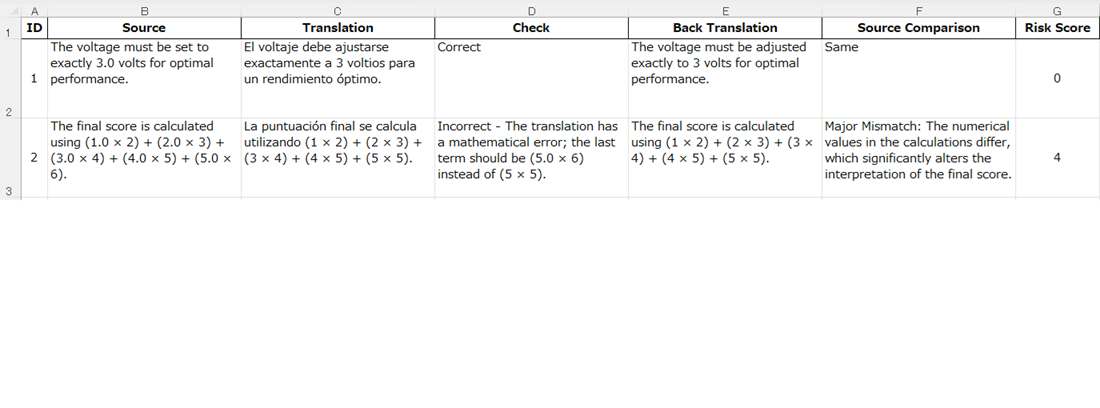 A B C D E F G
1 ID Source Translation Check Back Translation Source Comparison Risk Score
The voltage must be set to
exactly 3.0 volts for optimal
performance.
El voltaje debe ajustarse
exactamente a 3 voltios para
un rendimiento óptimo.
Correct
The voltage must be adjusted
exactly to 3 volts for optimal
performance.
Same
1
0
2
The final score is calculated
using (1.0 × 2) + (2.0 × 3) +
(3.0 × 4) + (4.0 × 5) + (5.0 ×
6).
La puntuación final se calcula
utilizando (1 × 2) + (2 × 3) +
(3 × 4) + (4 × 5) + (5 × 5).
Incorrect - The translation has
a mathematical error; the last
term should be (5.0 × 6)
instead of (5 × 5).
The final score is calculated
using (1 × 2) + (2 × 3) + (3 ×
4) + (4 × 5) + (5 × 5).
Major Mismatch: The numerical
values in the calculations differ,
which significantly alters the
interpretation of the final score.
2
4
3